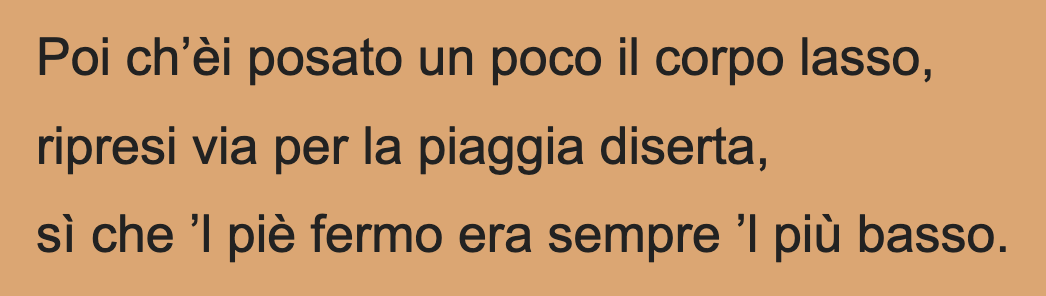 Poi ch’èi posato un poco il corpo lasso,
ripresi via per la piaggia diserta,
sì che ’l piè fermo era sempre ’l più basso.